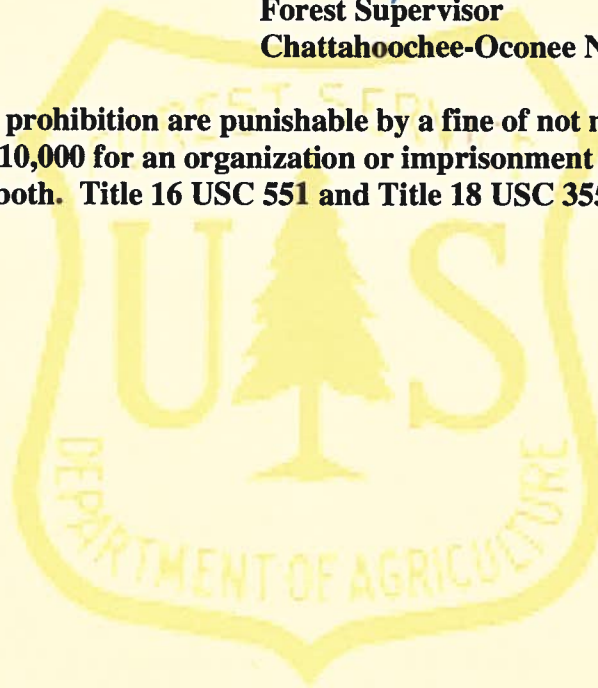 Forest Supervisor
Chattahoochee-Oconee N
prohibition are punishable by a fine of not
10,000 for an organization or imprisonment
both. Title 16 USC 551 and Title 18 USC 355
FOREST SERVICE
U S
DEPARTMENT OF AGRICULTURE